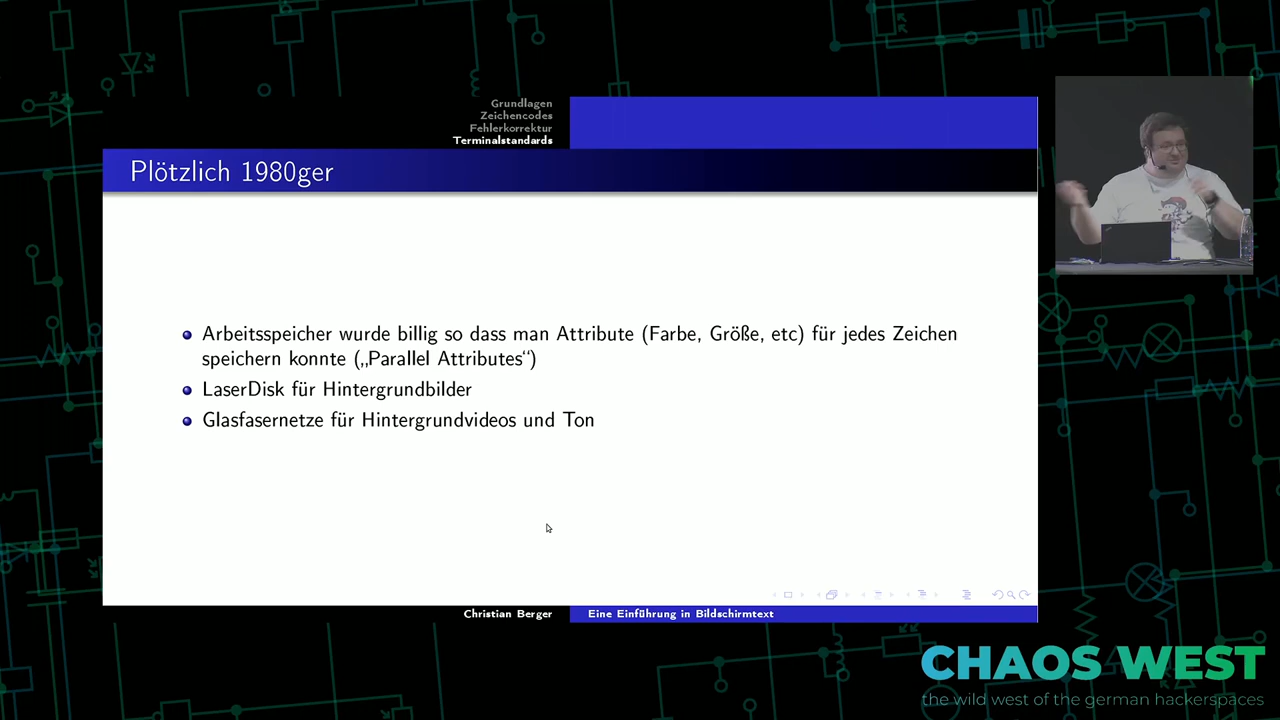 Grundlagen
Zeichencodes
Fehlerkorrektur
Terminalstandards
Plötzlich 1980ger
Arbeitsspeicher wurde billig so dass man Attribute (Farbe, Größe, etc) für jedes Zeichen
speichern konnte („Parallel Attributes“)
LaserDisk für Hintergrundbilder
Glasfasernetze für Hintergrundvideos und Ton
Christian Berger
Eine Einführung in Bildschirmtext
CHAOS WEST
the wild west of the german hackerspaces